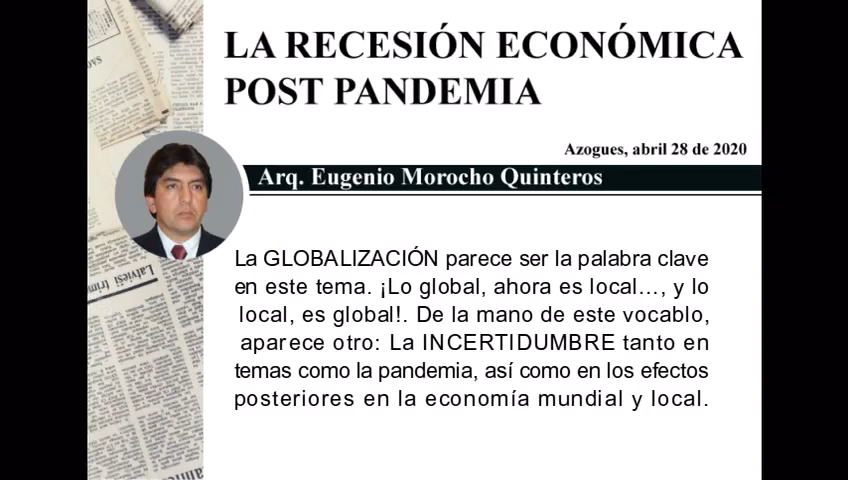 LA RECESIÓN ECONÓMICA
POST PANDEMIA
Azogues, abril 28 de 2020
Arq. Eugenio Morocho Quinteros
La GLOBALIZACIÓN parece ser la palabra clave
en este tema. ¡Lo global, ahora es local..., y lo
local, es global!. De la mano de este vocablo,
aparece otro: La INCERTIDUMBRE tanto en
temas como la pandemia, así como en los efectos
posteriores en la economía mundial y local.
Latvieši